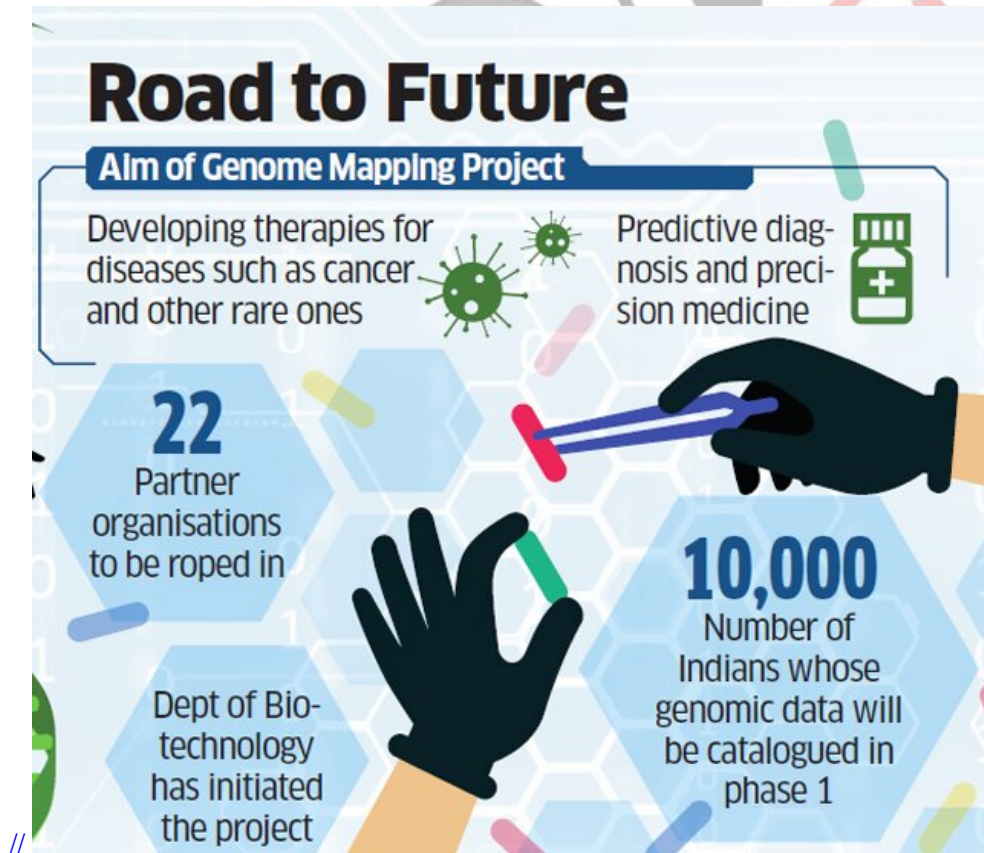 Road to Future
Aim of Genome Mapping Project
Developing therapies for
diseases such as cancer
and other rare ones
Predictive diag-
nosis and preci-
sion medicine
22
Partner
organisations
to be roped in
10,000
Number of
Indians whose
genomic data will
be catalogued in
phase 1
Dept of Bio-
technology
has initiated
the project
//